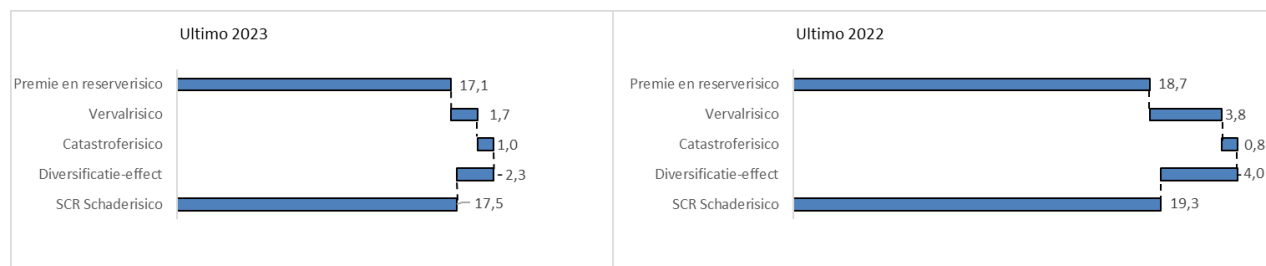 Ultimo 2023
Premie en reserverisico 17,1
Vervalrisico 1,7
Catastroferisico 1,0
Diversificatie-effect -2,3
SCR Schaderisico 17,5
Ultimo 2022
Premie en reserverisico 18,7
Vervalrisico 3,8
Catastroferisico 0,8
Diversificatie-effect -4,0
SCR Schaderisico 19,3